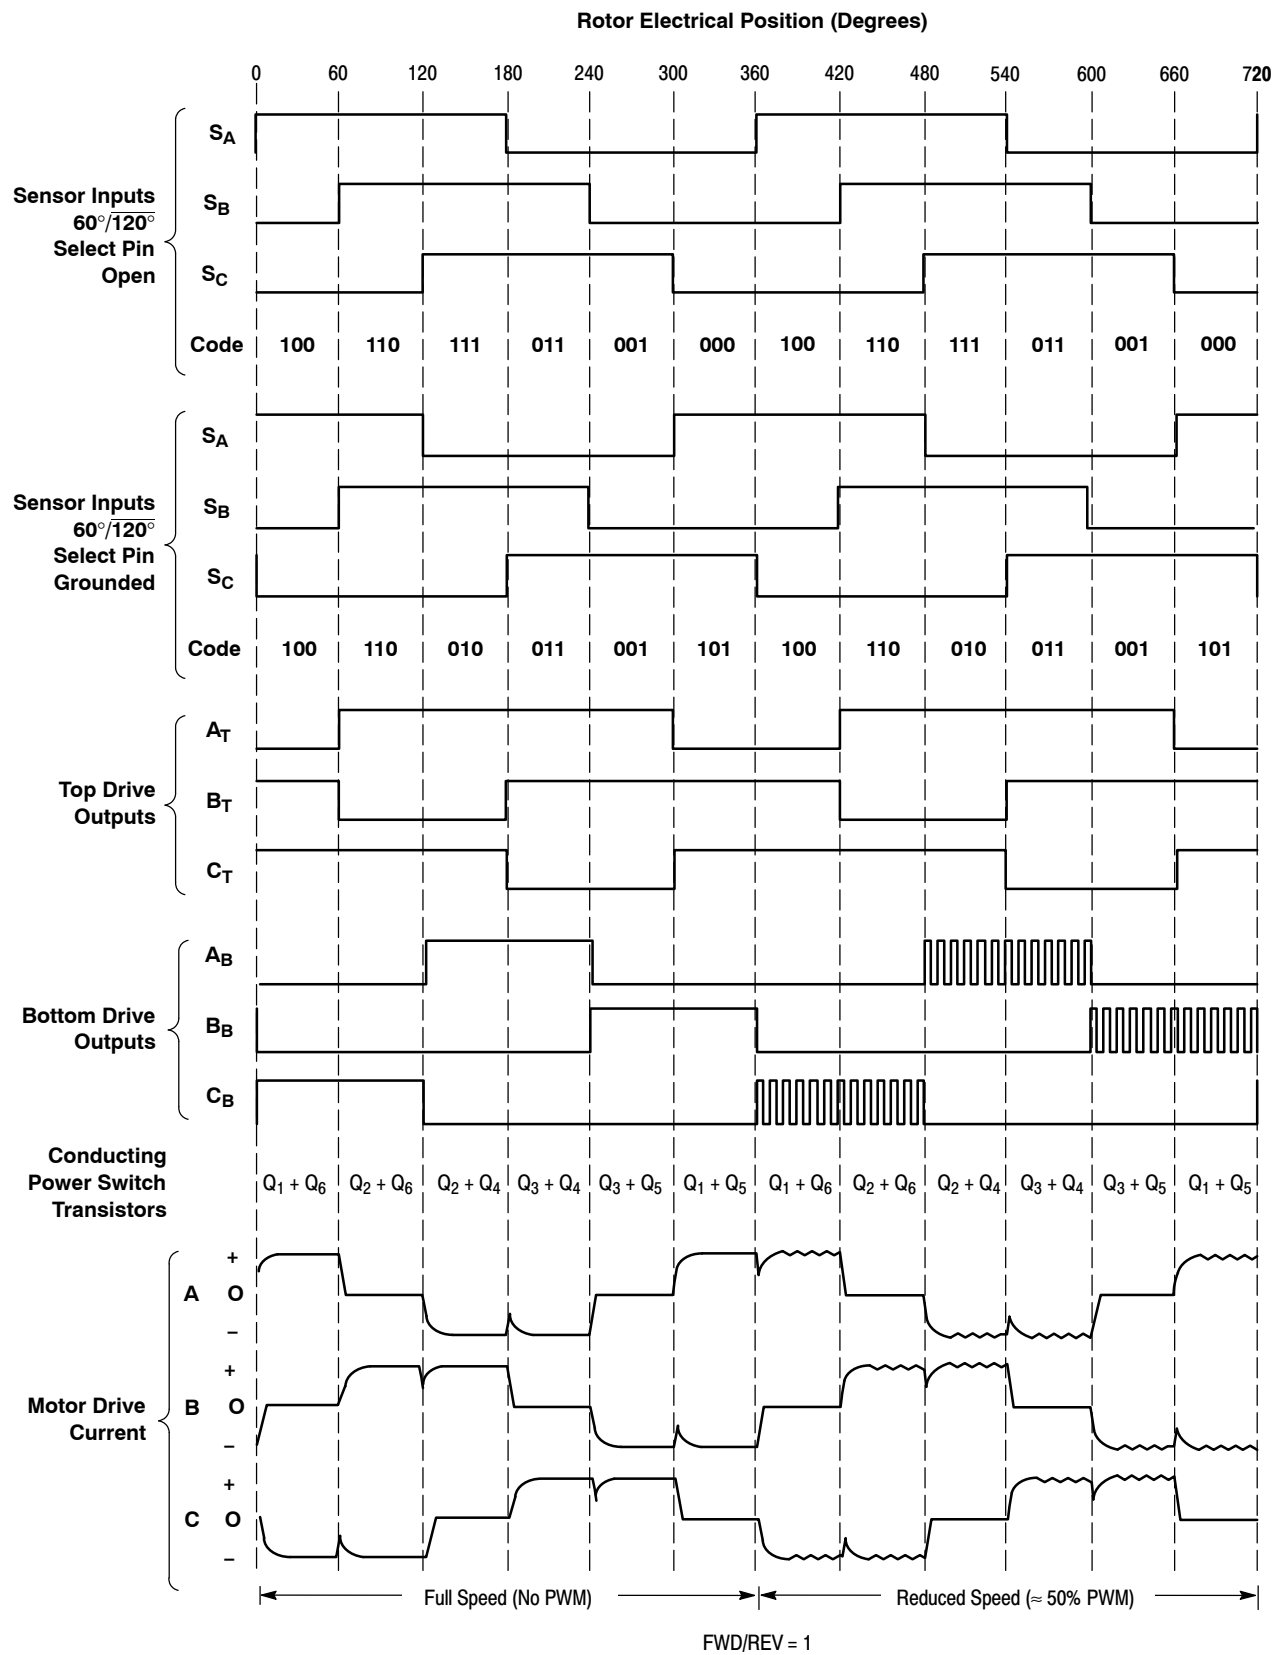 Rotor Electrical Position (Degrees)
0 60 120 180 240 300 360 420 480 540 600 660 720
Sensor Inputs
60°/120°
Select Pin
Open
SA
SB
SC
Code 100 110 111 011 001 000 100 110 111 011 001 000
Sensor Inputs
60°/120°
Select Pin
Grounded
SA
SB
SC
Code 100 110 010 011 001 101 100 110 010 011 001 101
Top Drive
Outputs
AT
BT
CT
Bottom Drive
Outputs
AB
BB
CB
Conducting
Power Switch
Transistors
Q1 + Q6 Q2 + Q6 Q2 + Q4 Q3 + Q4 Q3 + Q5 Q1 + Q5 Q1 + Q6 Q2 + Q6 Q2 + Q4 Q3 + Q4 Q3 + Q5 Q1 + Q5
Motor Drive
Current
+
A O
–
+
B O
–
+
C O
–
Full Speed (No PWM) Reduced Speed (≈ 50% PWM)
FWD/REV = 1